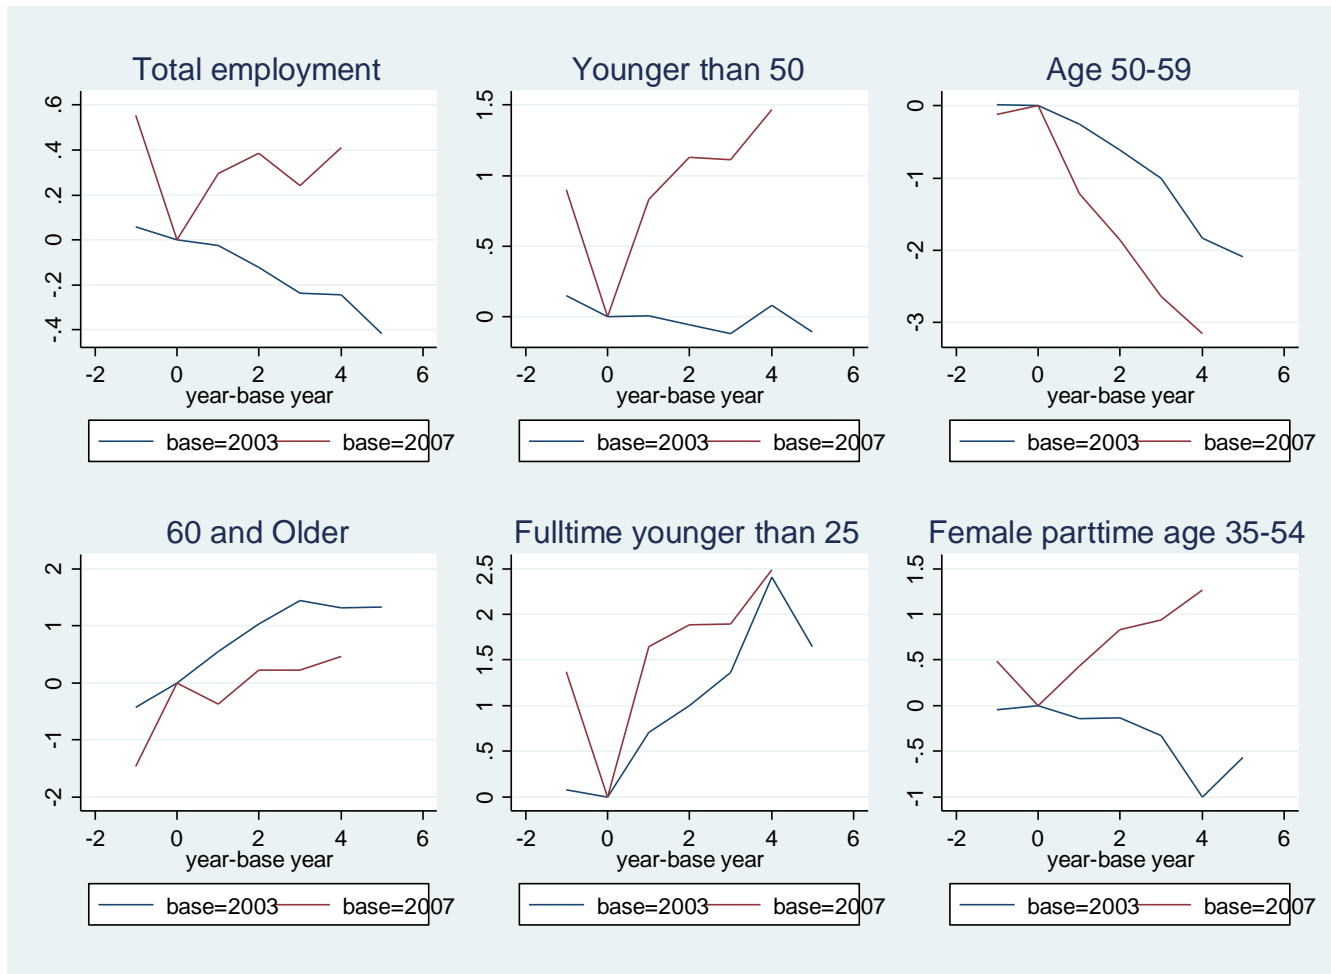 Total employment
.6
.4
.2
0
-.2
-.4
-2 0 2 4 6
year-base year
base=2003 base=2007
Younger than 50
1.5
1
.5
0
-2 0 2 4 6
year-base year
base=2003 base=2007
Age 50-59
0
-1
-2
-3
-2 0 2 4 6
year-base year
base=2003 base=2007
60 and Older
2
1
0
-1
-2
-2 0 2 4 6
year-base year
base=2003 base=2007
Fulltime younger than 25
2.5
2
1.5
1
.5
0
-2 0 2 4 6
year-base year
base=2003 base=2007
Female parttime age 35-54
1.5
1
.5
0
-.5
-1
-2 0 2 4 6
year-base year
base=2003 base=2007